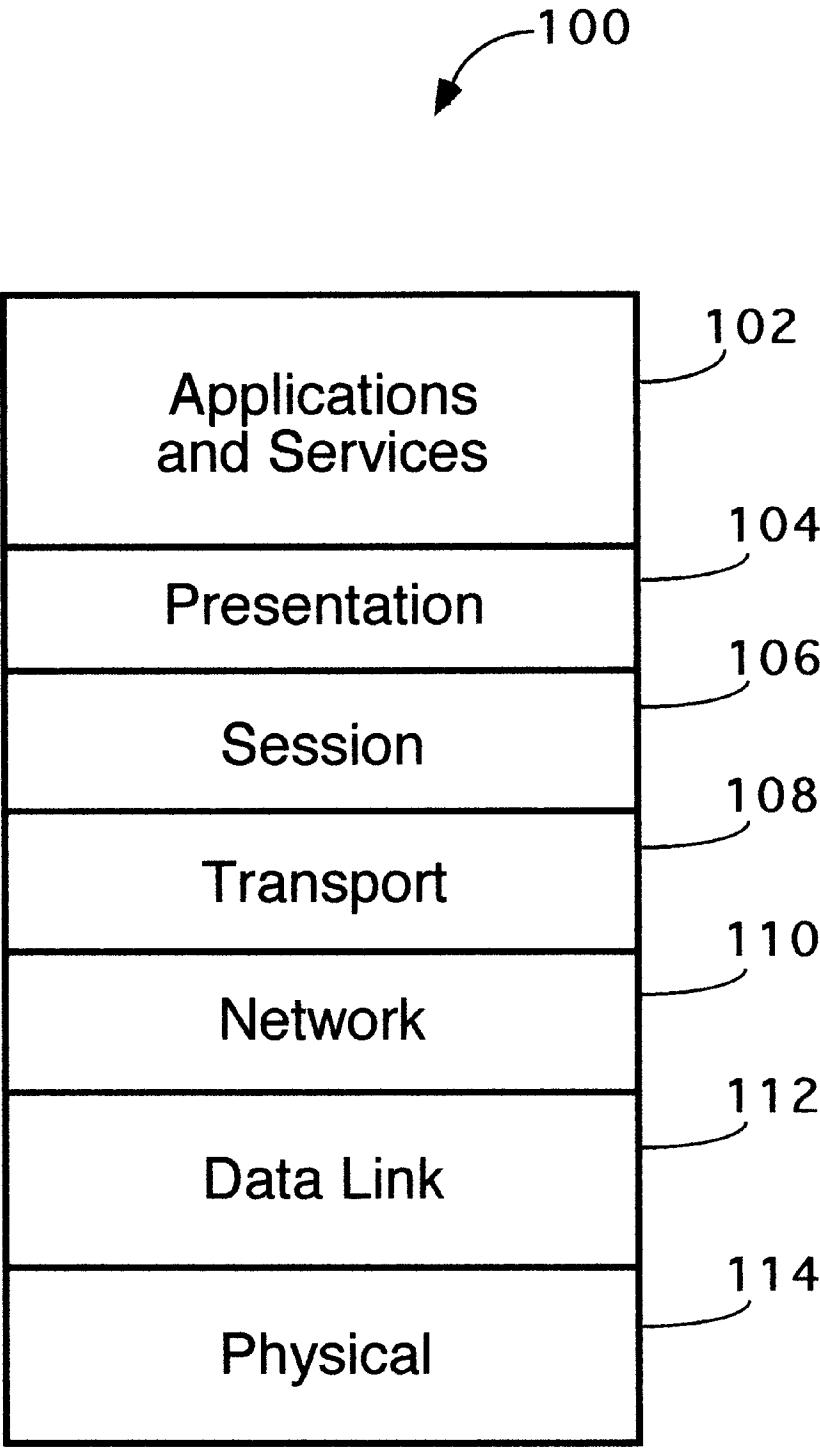 100
Applications
and Services
102
Presentation
104
Session
106
Transport
108
Network
110
Data Link
112
Physical
114